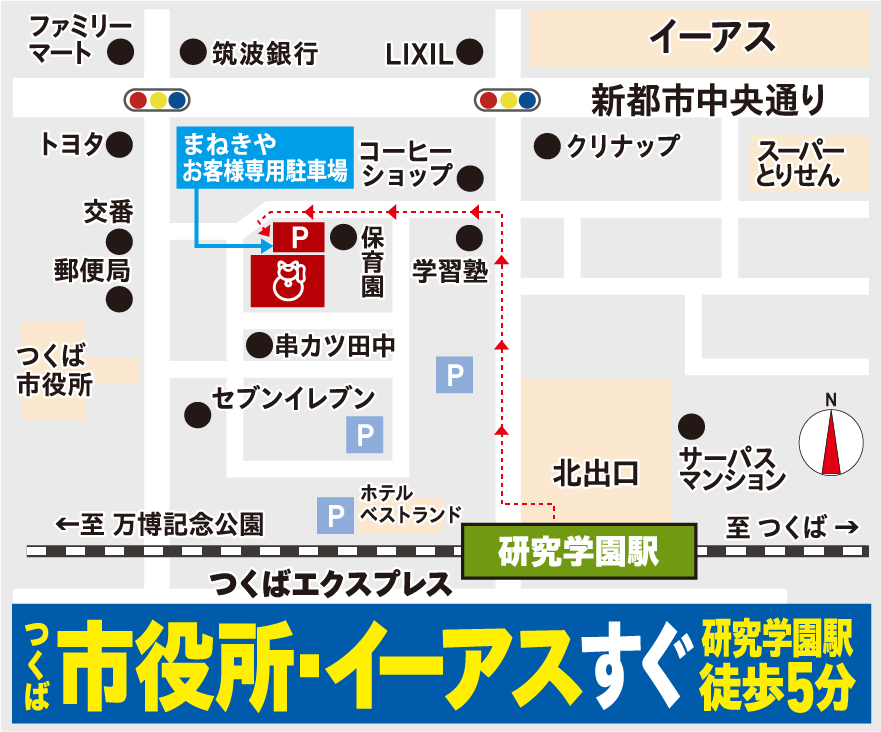 ファミリー
マート
筑波銀行
LIXIL
イーアス
新都市中央通り
トヨタ
まねきや
お客様専用駐車場
コーヒー
ショップ
クリナップ
スーパー
とりせん
交番
P
保
育
園
学習塾
郵便局
つくば
市役所
串カツ田中
P
セブンイレブン
P
N
サーパス
マンション
北出口
ホテル
ベストランド
P
←至 万博記念公園
至 つくば→
研究学園駅
つくばエクスプレス
つくば
市役所・イーアスすぐ
研究学園駅
徒歩5分